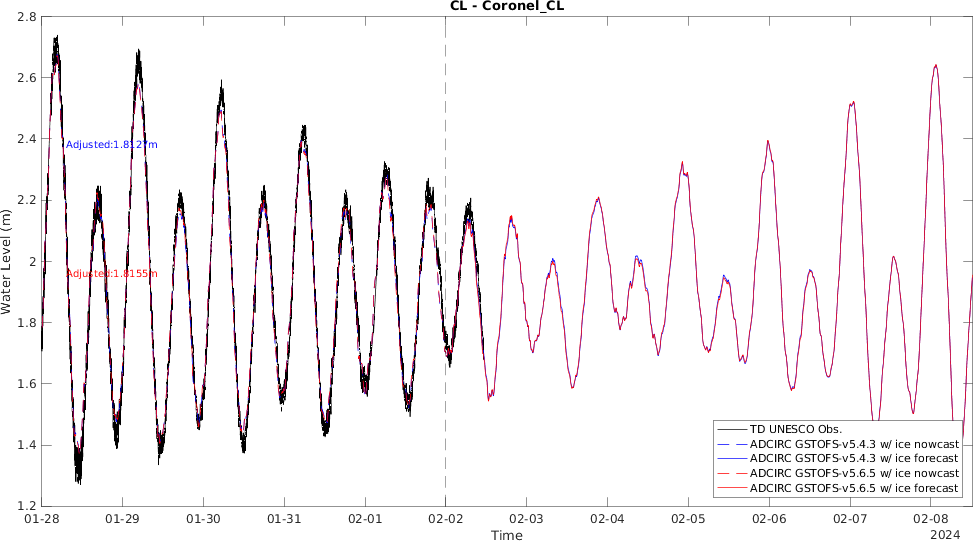 CL - Coronel_CL
2.8
2.6
2.4
2.2
2
1.8
1.6
1.4
1.2
Water Level (m)
Adjusted:1.8127m
Adjusted:1.8155m
TD UNESCO Obs.
ADCIRC GSTOFS-v5.4.3 w/ ice nowcast
ADCIRC GSTOFS-v5.4.3 w/ ice forecast
ADCIRC GSTOFS-v5.6.5 w/ ice nowcast
ADCIRC GSTOFS-v5.6.5 w/ ice forecast
01-28 01-29 01-30 01-31 02-01 02-02 02-03 02-04 02-05 02-06 02-07 02-08
Time
2024